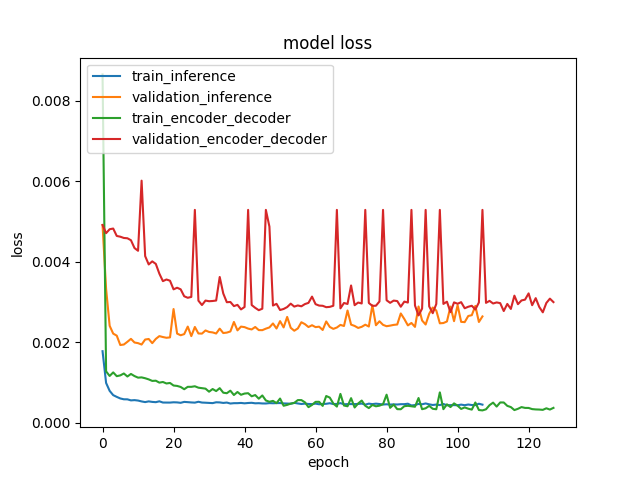 model loss
train_inference
validation_inference
train_encoder_decoder
validation_encoder_decoder
loss
0.008
0.006
0.004
0.002
0.000
0 20 40 60 80 100 120
epoch